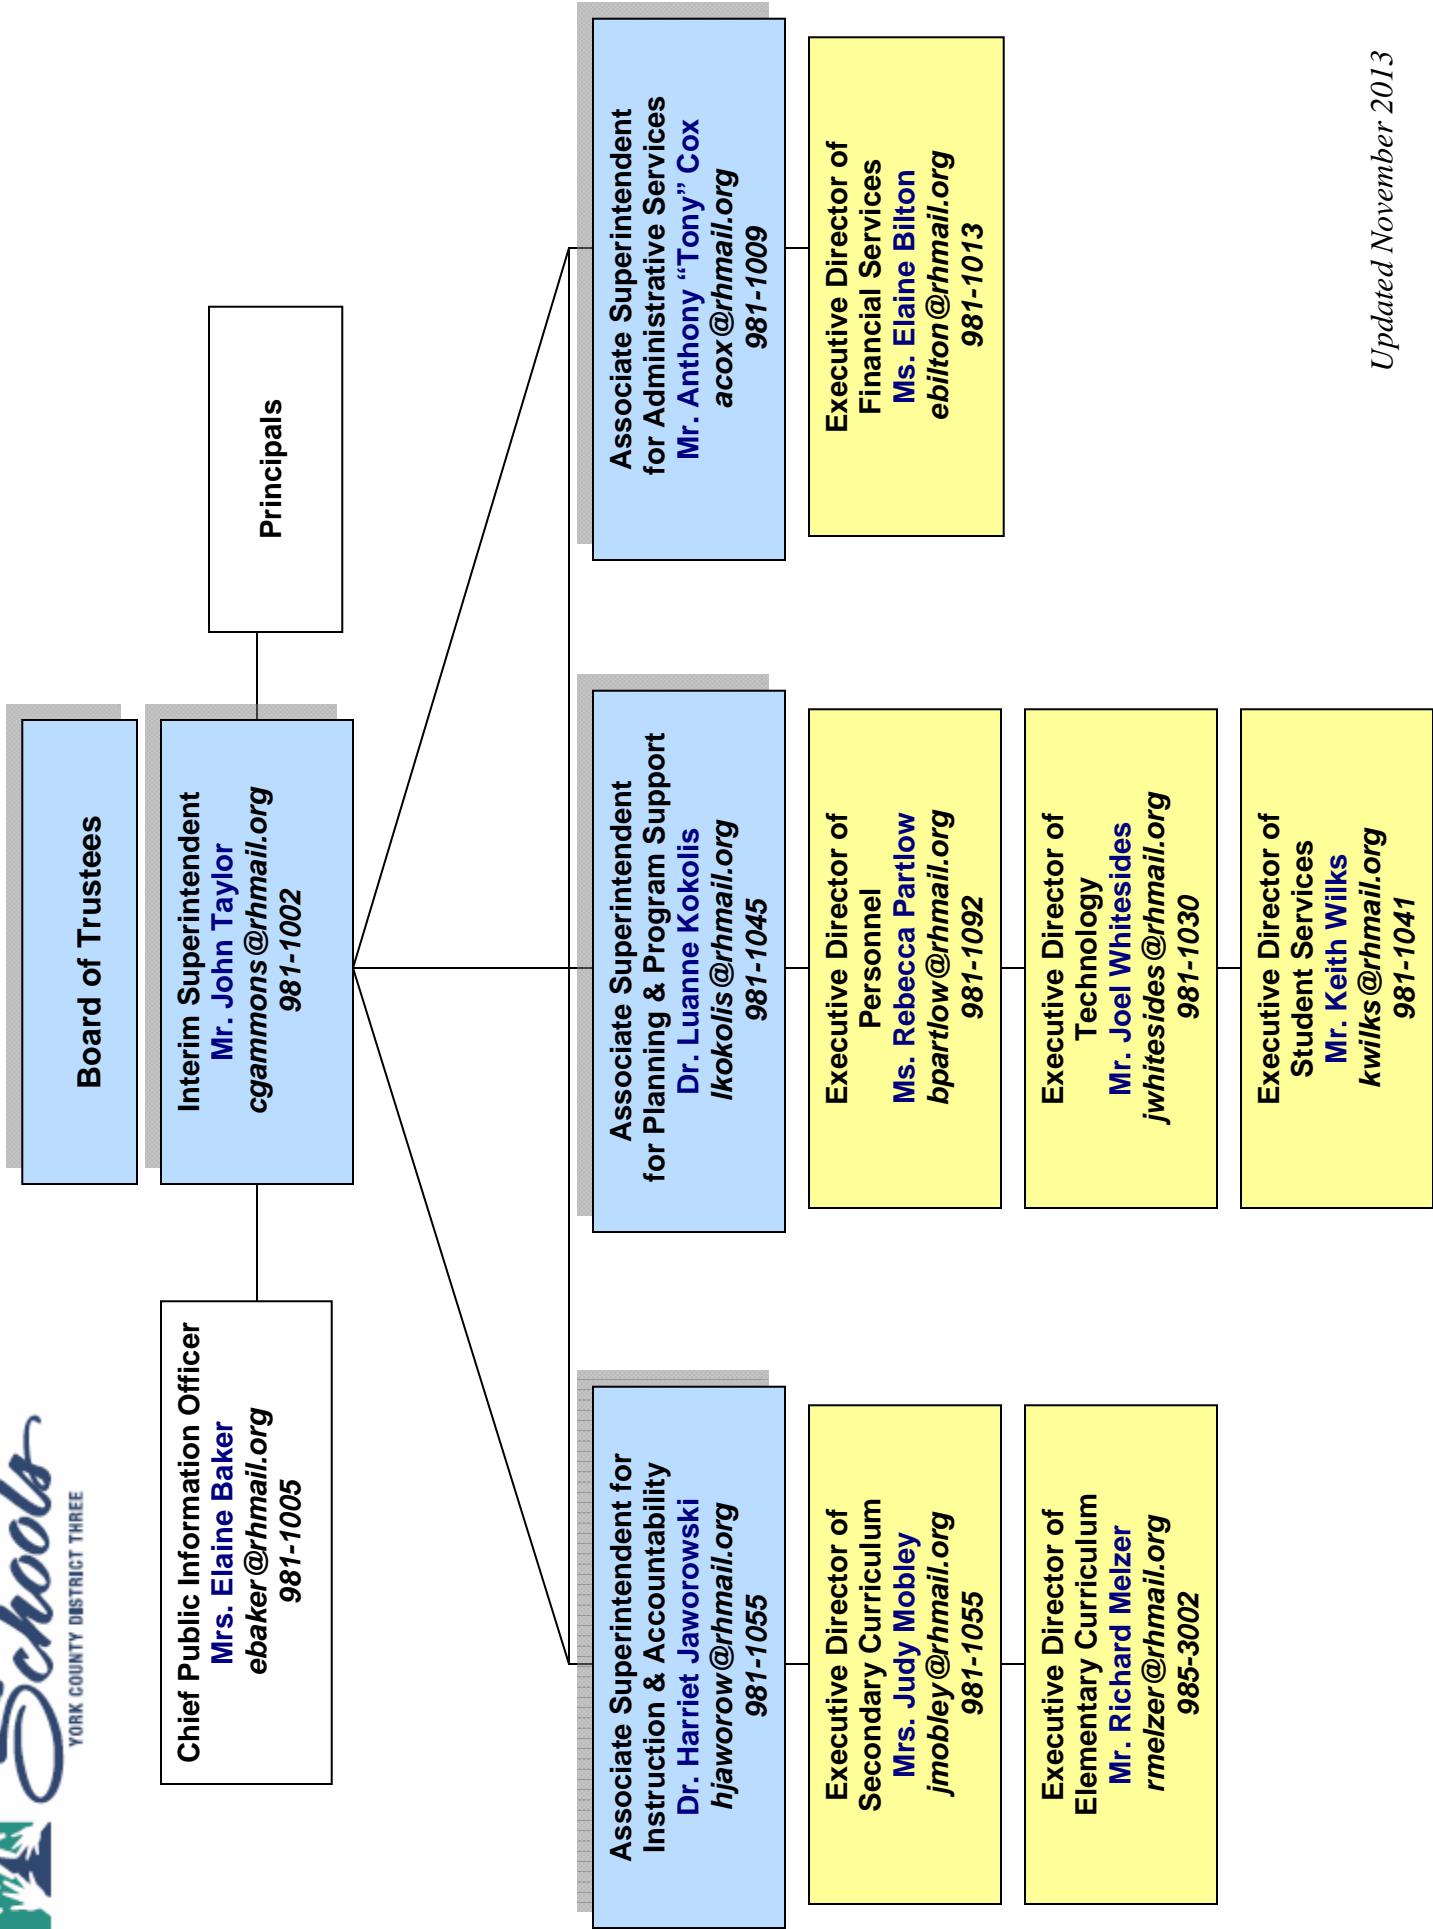 Schools
YORK COUNTY DISTRICT THREE
Board of Trustees
Chief Public Information Officer
Mrs. Elaine Baker
ebaker@rhmail.org
981-1005
Interim Superintendent
Mr. John Taylor
cgammons@rhmail.org
981-1002
Principals
Associate Superintendent for
Instruction & Accountability
Dr. Harriet Jaworowski
hjaworow@rhmail.org
981-1055
Executive Director of
Secondary Curriculum
Mrs. Judy Mobley
jmobley@rhmail.org
981-1055
Executive Director of
Elementary Curriculum
Mr. Richard Melzer
rmelzer@rhmail.org
985-3002
Associate Superintendent
for Planning & Program Support
Dr. Luanne Kokolis
lkokolis@rhmail.org
981-1045
Executive Director of
Personnel
Ms. Rebecca Partlow
bpartlow@rhmail.org
981-1092
Executive Director of
Technology
Mr. Joel Whitesides
jwhitesides@rhmail.org
981-1030
Executive Director of
Student Services
Mr. Keith Wilks
kwilks@rhmail.org
981-1041
Associate Superintendent
for Administrative Services
Mr. Anthony “Tony” Cox
acox@rhmail.org
981-1009
Executive Director of
Financial Services
Ms. Elaine Bilton
ebilton@rhmail.org
981-1013
Updated November 2013